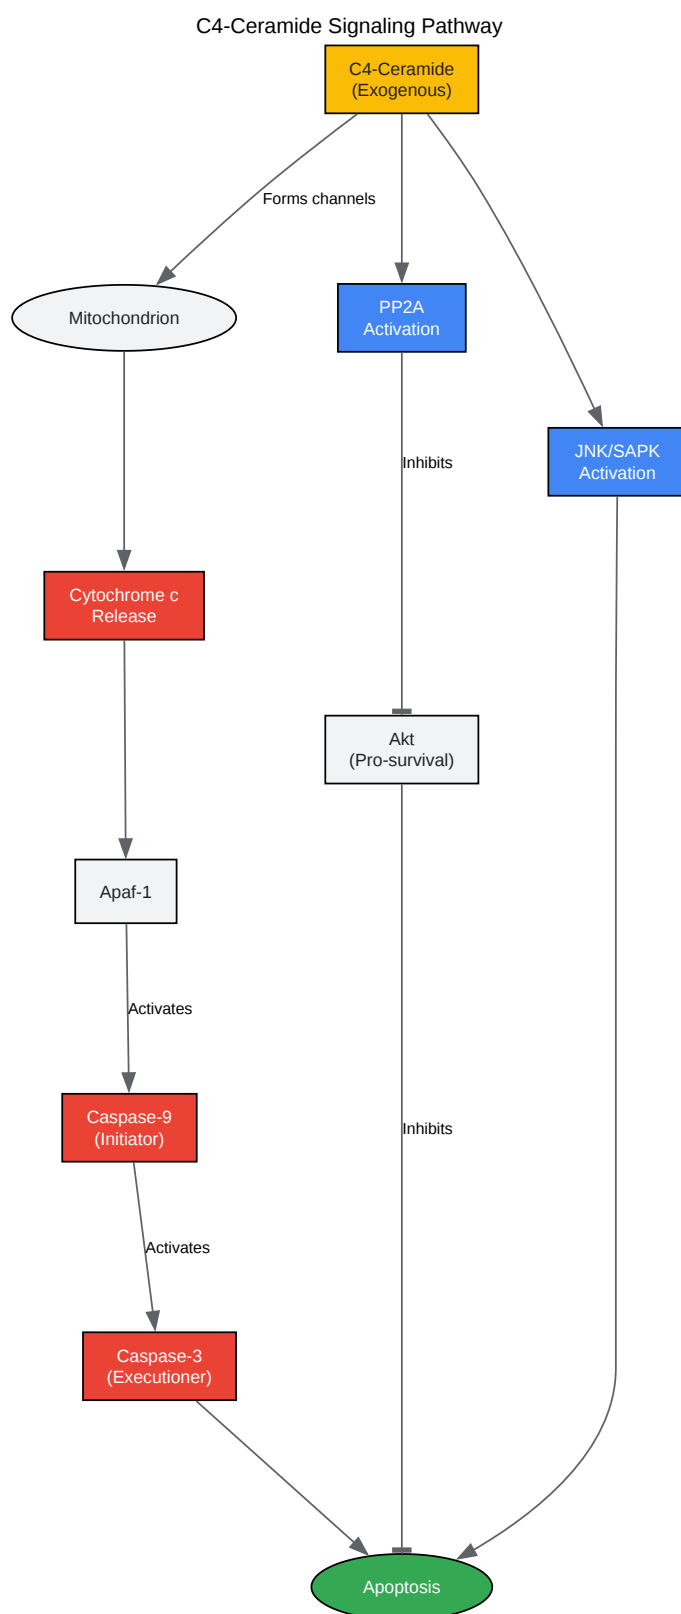 C4-Ceramide Signaling Pathway
C4-Ceramide
(Exogenous)
Forms channels
Mitochondrion
PP2A
Activation
Inhibits
JNK/SAPK
Activation
Cytochrome c
Release
Akt
(Pro-survival)
Apaf-1
Activates
Caspase-9
(Initiator)
Inhibits
Activates
Caspase-3
(Executioner)
Apoptosis